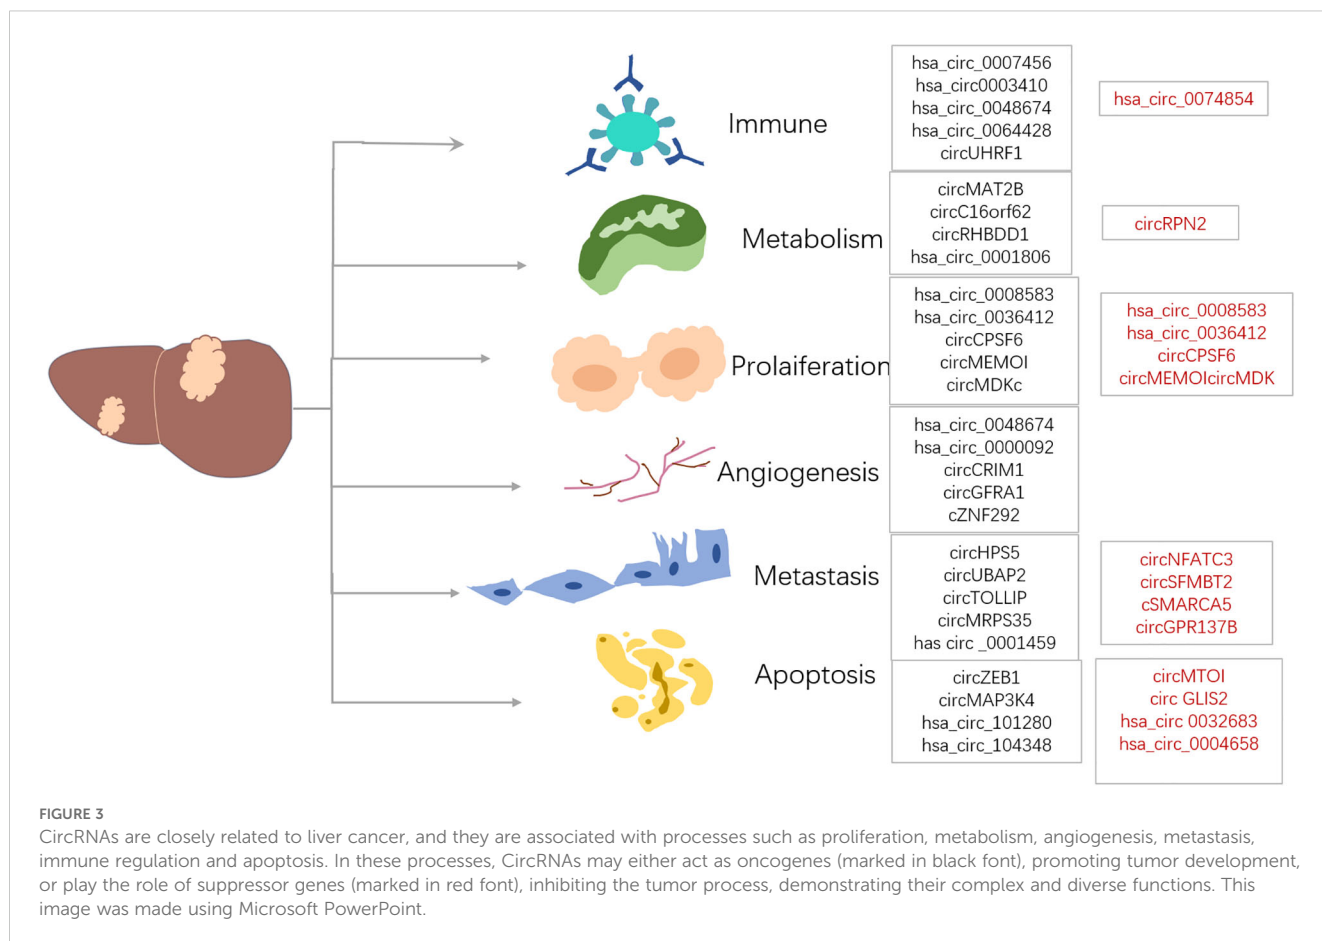 Immune
hsa_circ_0007456
hsa_circ0003410
hsa_circ_0048674
hsa_circ_0064428
circUHRF1
hsa_circ_0074854
Metabolism
circMAT2B
circC16orf62
circRHBDD1
hsa_circ_0001806
circRPN2
Prolaiferation
hsa_circ_0008583
hsa_circ_0036412
circCPSF6
circMEMOI
circMDKc
hsa_circ_0008583
hsa_circ_0036412
circCPSF6
circMEMOIcircMDK
Angiogenesis
hsa_circ_0048674
hsa_circ_0000092
circCRIM1
circGFRA1
cZNF292
Metastasis
circHPS5
circUBAP2
circTOLLIP
circMRPS35
has circ _0001459
circNFATC3
circSFMBT2
cSMARCA5
circGPR137B
Apoptosis
circZEB1
circMAP3K4
hsa_circ_101280
hsa_circ_104348
circMTOI
circ GLIS2
hsa_circ 0032683
hsa_circ_0004658
FIGURE 3
CircRNAs are closely related to liver cancer, and they are associated with processes such as proliferation, metabolism, angiogenesis, metastasis,
immune regulation and apoptosis. In these processes, CircRNAs may either act as oncogenes (marked in black font), promoting tumor development,
or play the role of suppressor genes (marked in red font), inhibiting the tumor process, demonstrating their complex and diverse functions. This
image was made using Microsoft PowerPoint.